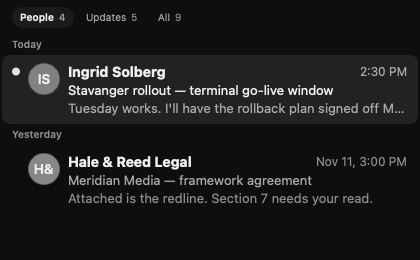 People 4 Updates 5 All 9
Today
IS Ingrid Solberg 2:30 PM
Stavanger rollout — terminal go-live window
Tuesday works. I'll have the rollback plan signed off M...
Yesterday
H& Hale & Reed Legal Nov 11, 3:00 PM
Meridian Media — framework agreement
Attached is the redline. Section 7 needs your read.